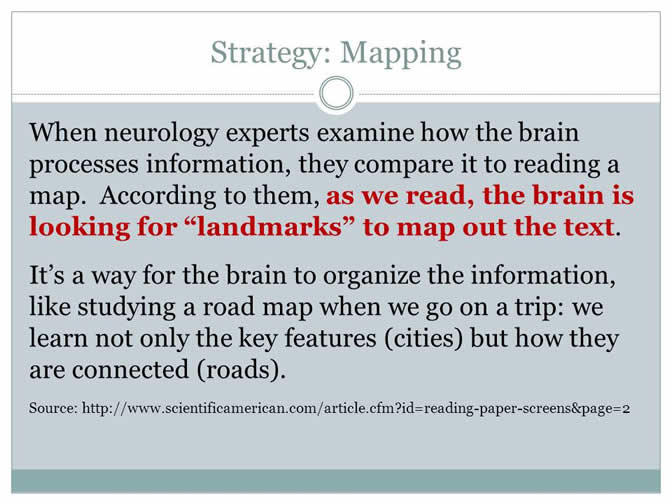 Strategy: Mapping
When neurology experts examine how the brain
processes information, they compare it to reading a
map.  According to them, as we read, the brain is
looking for “landmarks” to map out the text.
It’s a way for the brain to organize the information,
like studying a road map when we go on a trip: we
learn not only the key features (cities) but how they
are connected (roads).
Source: http://www.scientificamerican.com/article.cfm?id=reading-paper-screens&page=2